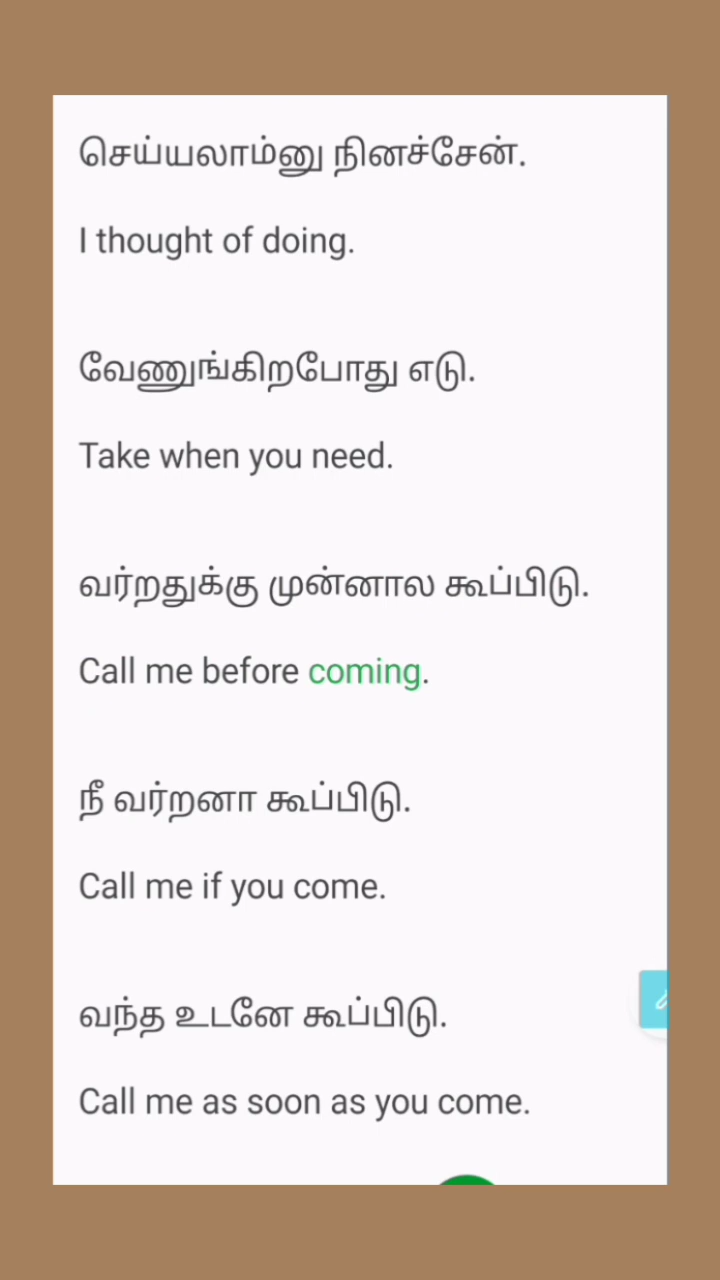 செய்யலாம்னு நினச்சேன்.
I thought of doing.
வேணுங்கிறபோது எடு.
Take when you need.
வர்றதுக்கு முன்னால கூப்பிடு.
Call me before coming.
நீ வர்றனா கூப்பிடு.
Call me if you come.
வந்த உடனே கூப்பிடு.
Call me as soon as you come.